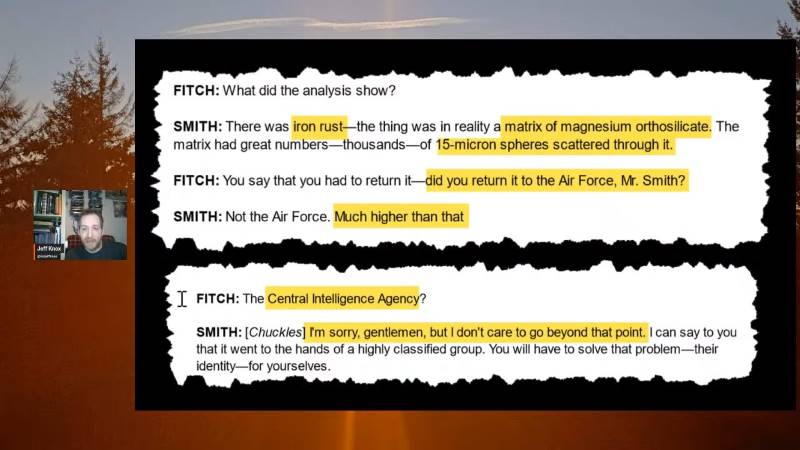 FITCH: What did the analysis show?
SMITH: There was iron rust—the thing was in reality a matrix of magnesium orthosilicate. The
matrix had great numbers—thousands—of 15-micron spheres scattered through it.
FITCH: You say that you had to return it—did you return it to the Air Force, Mr. Smith?
SMITH: Not the Air Force. Much higher than that
Jeff Knox
FITCH: The Central Intelligence Agency?
SMITH: [Chuckles] I'm sorry, gentlemen, but I don't care to go beyond that point. I can say to you
that it went to the hands of a highly classified group. You will have to solve that problem—their
identity—for yourselves.